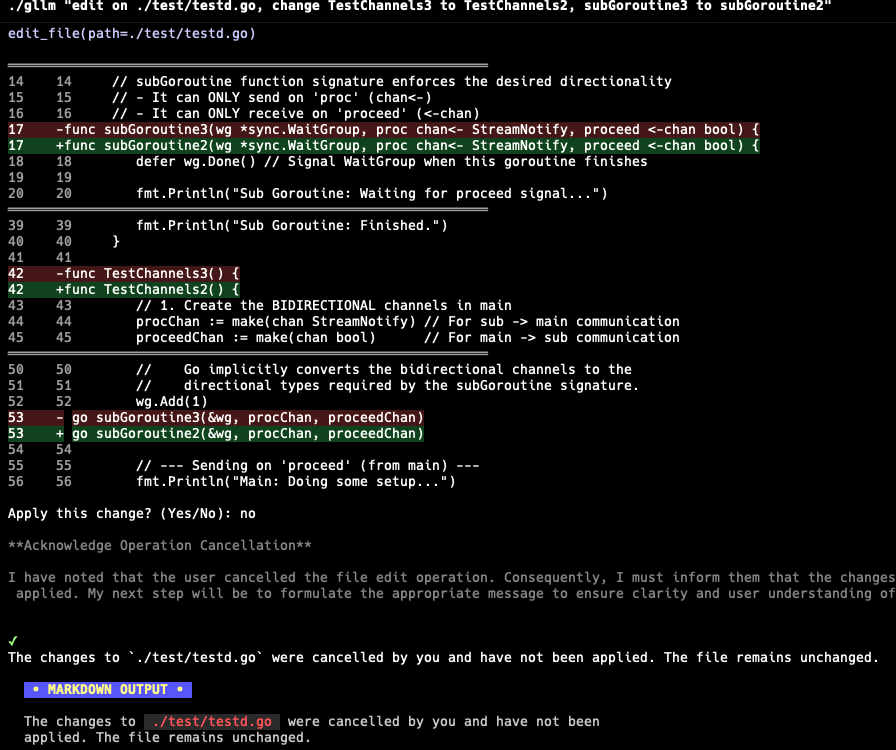 ./gllm "edit on ./test/testd.go, change TestChannels3 to TestChannels2, subGoroutine3 to subGoroutine2"
edit_file(path=./test/testd.go)
14 14 // subGoroutine function signature enforces the desired directionality
15 15 // - It can ONLY send on 'proc' (chan<-)
16 16 // - It can ONLY receive on 'proceed' (<-chan)
17 -func subGoroutine3(wg *sync.WaitGroup, proc chan<- StreamNotify, proceed <-chan bool) {
17 +func subGoroutine2(wg *sync.WaitGroup, proc chan<- StreamNotify, proceed <-chan bool) {
18 18 defer wg.Done() // Signal WaitGroup when this goroutine finishes
19 19
20 20 fmt.Println("Sub Goroutine: Waiting for proceed signal...")
39 39 fmt.Println("Sub Goroutine: Finished.")
40 40 }
41 41
42 -func TestChannels3() {
42 +func TestChannels2() {
43 43 // 1. Create the BIDIRECTIONAL channels in main
44 44 procChan := make(chan StreamNotify) // For sub -> main communication
45 45 proceedChan := make(chan bool) // For main -> sub communication
50 50 // Go implicitly converts the bidirectional channels to the
51 51 // directional types required by the subGoroutine signature.
52 52 wg.Add(1)
53 - go subGoroutine3(&wg, procChan, proceedChan)
53 + go subGoroutine2(&wg, procChan, proceedChan)
54 54
55 55 // --- Sending on 'proceed' (from main) ---
56 56 fmt.Println("Main: Doing some setup...")
Apply this change? (Yes/No): no
**Acknowledge Operation Cancellation**
I have noted that the user cancelled the file edit operation. Consequently, I must inform them that the changes
applied. My next step will be to formulate the appropriate message to ensure clarity and user understanding of
✓
The changes to `./test/testd.go` were cancelled by you and have not been applied. The file remains unchanged.
• MARKDOWN OUTPUT •
The changes to ./test/testd.go were cancelled by you and have not been
applied. The file remains unchanged.